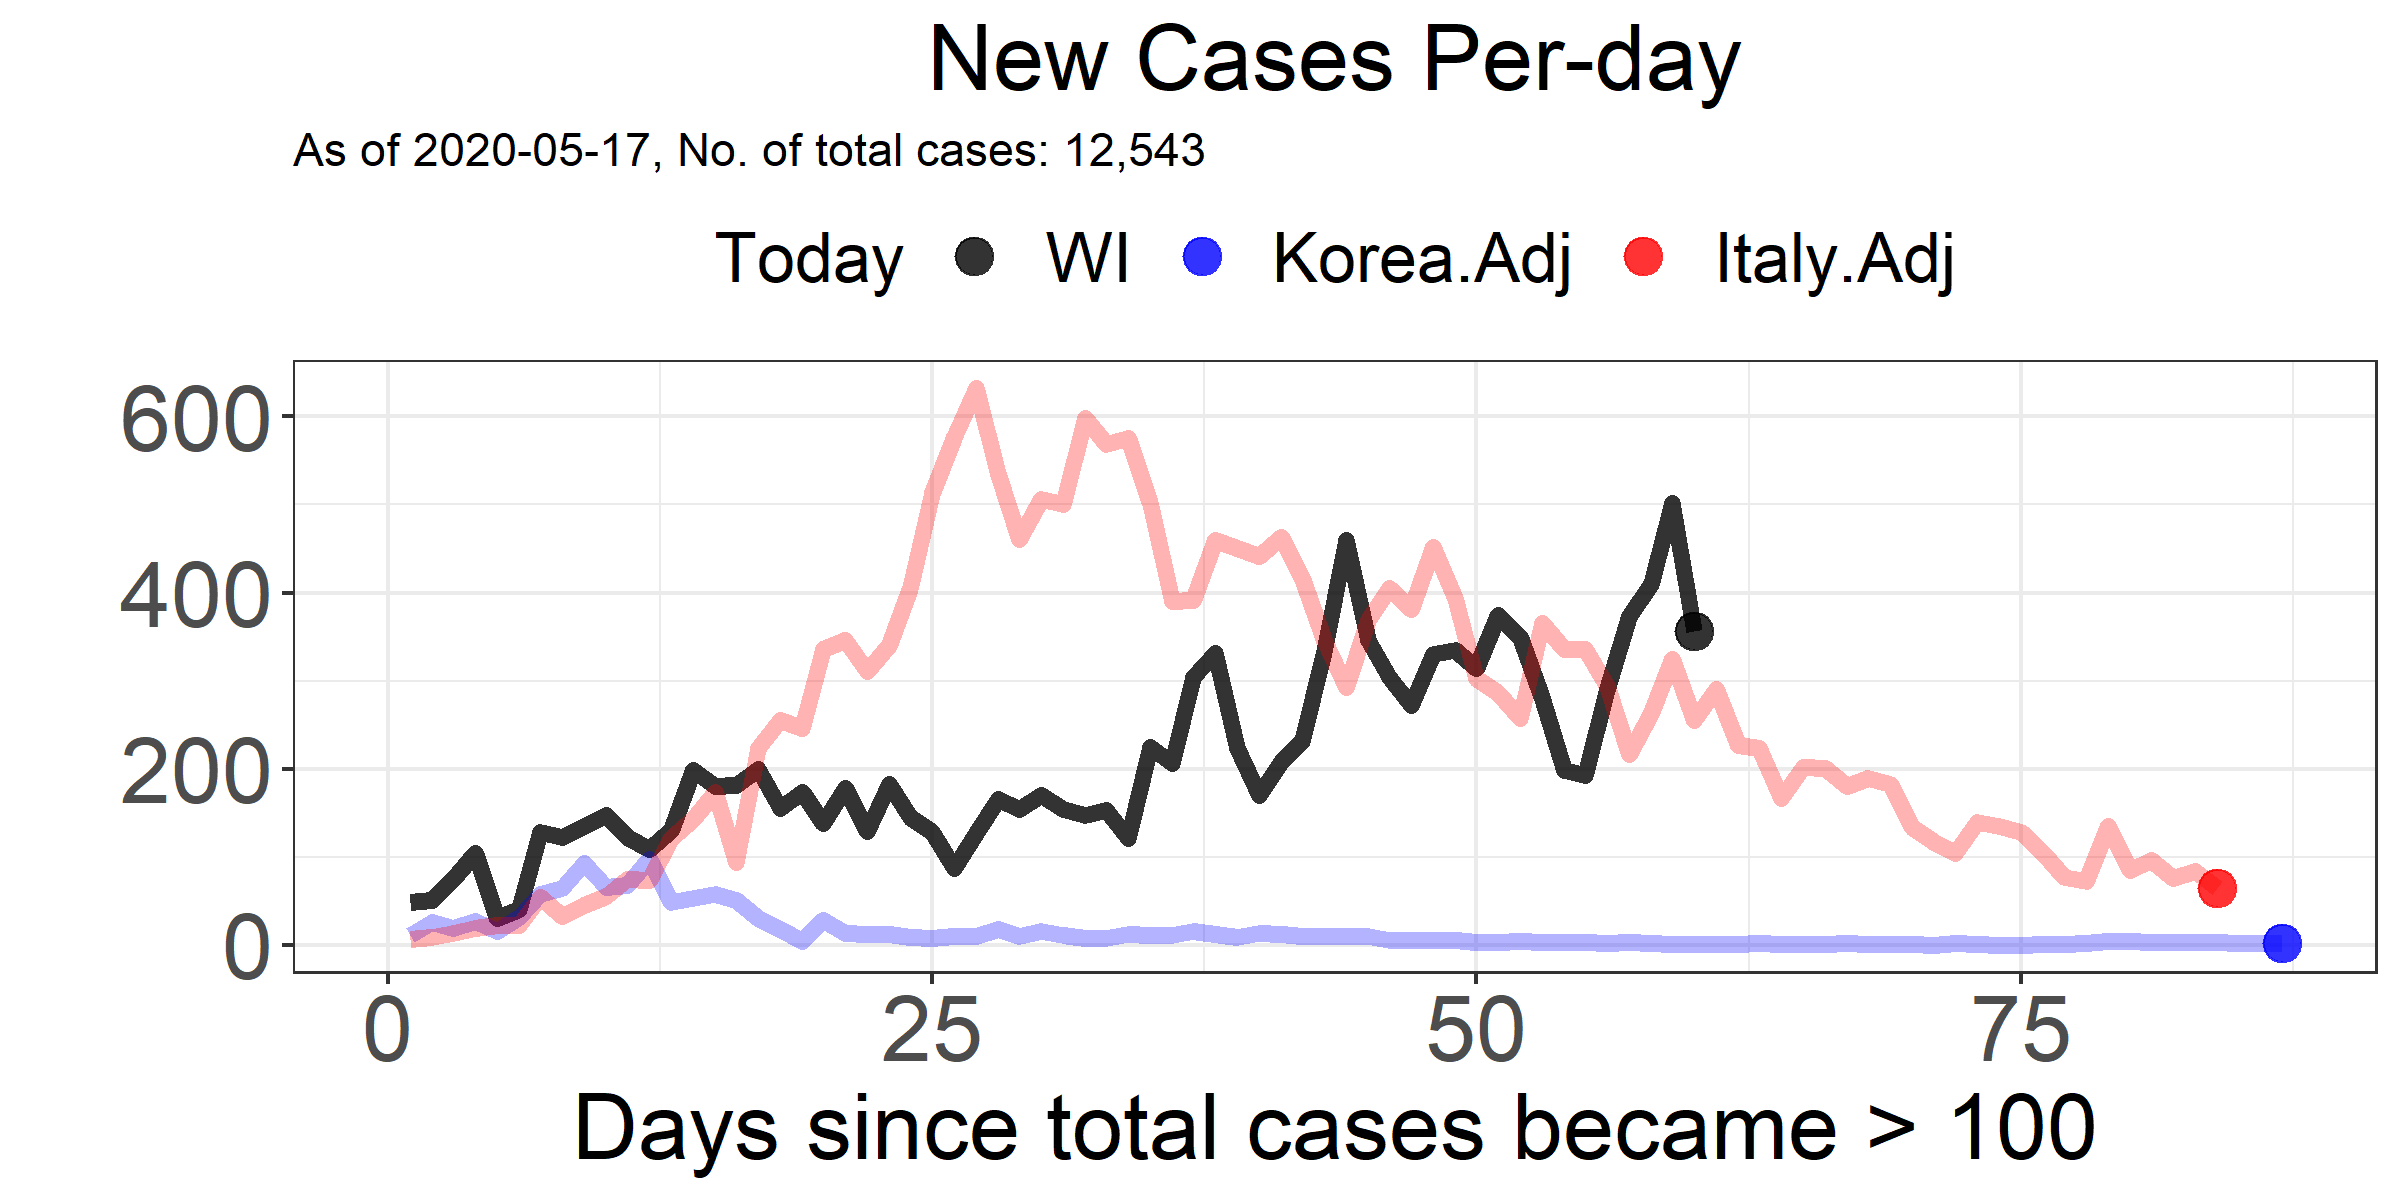 New Cases Per-day
As of 2020-05-17, No. of total cases: 12,543
Today WI Korea.Adj Italy.Adj
600
400
200
0
0 25 50 75
Days since total cases became > 100